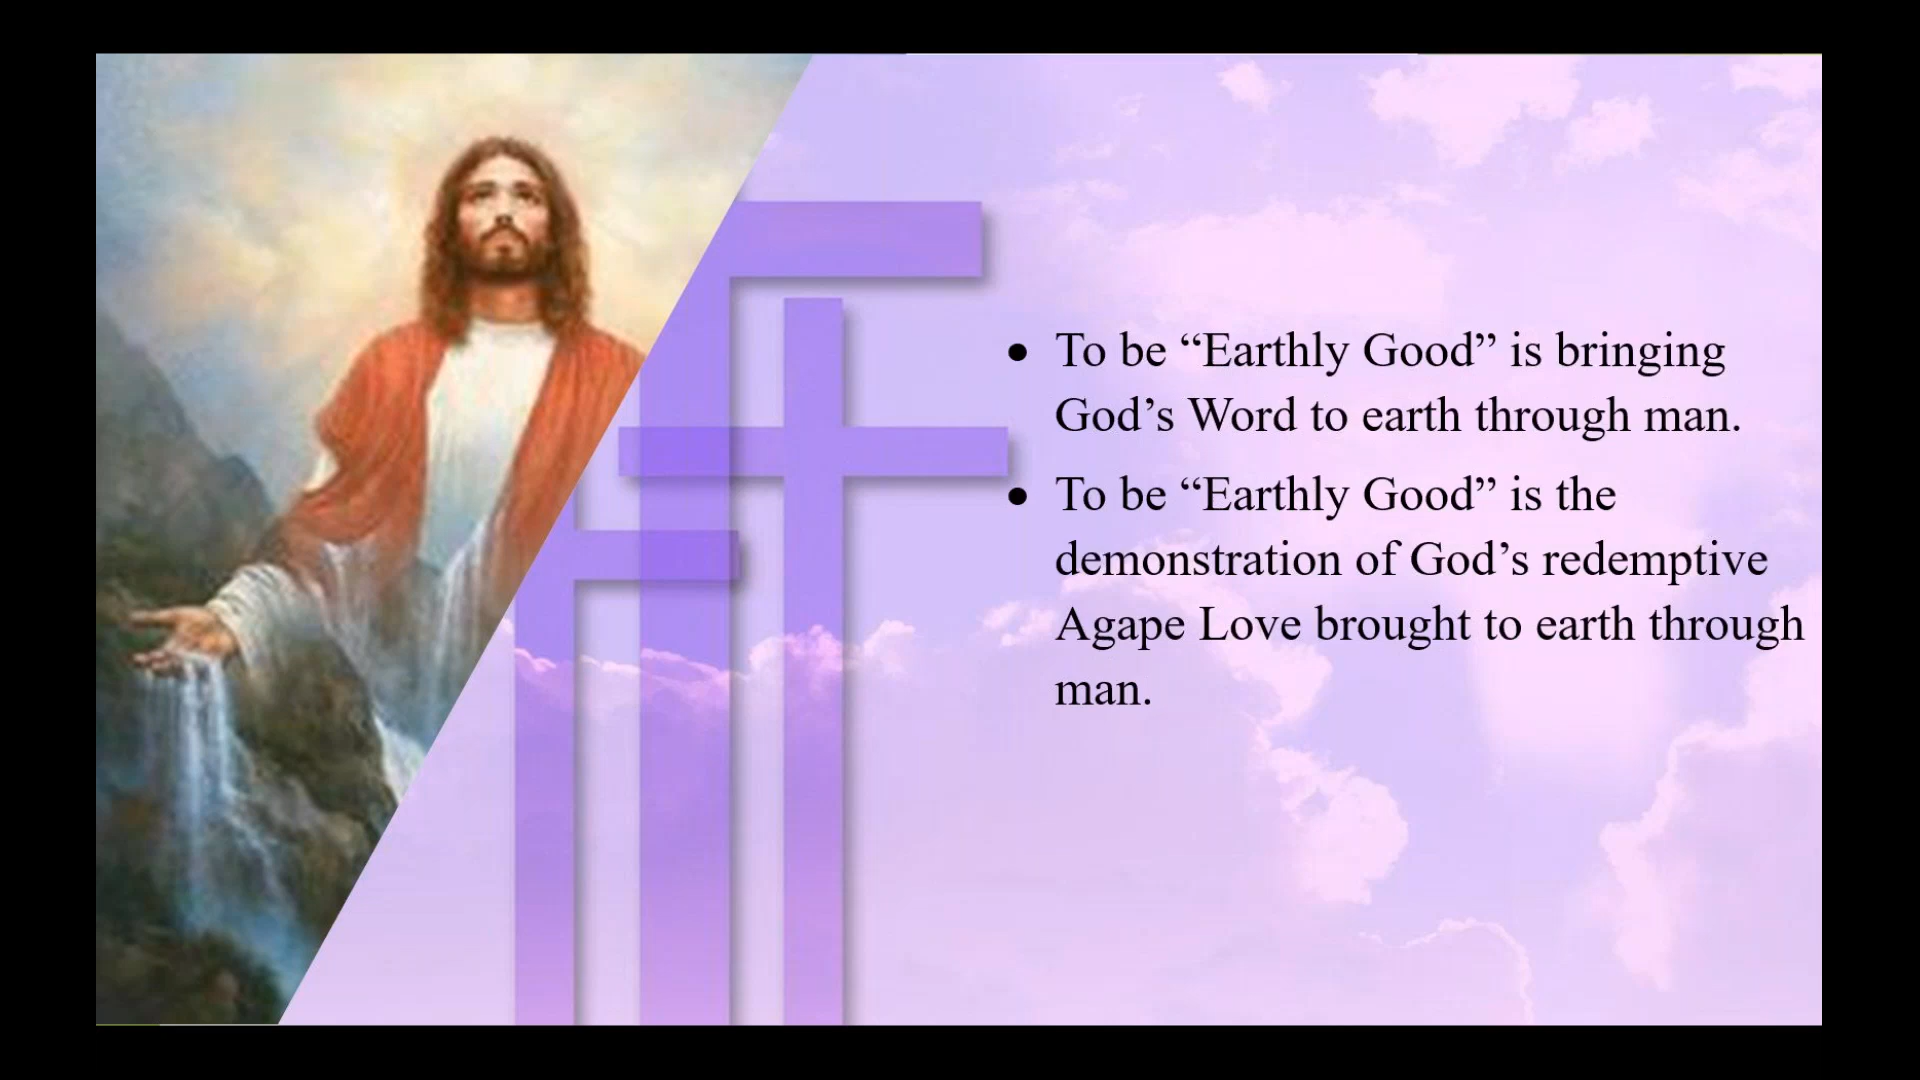 • To be “Earthly Good” is bringing
God’s Word to earth through man.
• To be “Earthly Good” is the
demonstration of God’s redemptive
Agape Love brought to earth through
man.